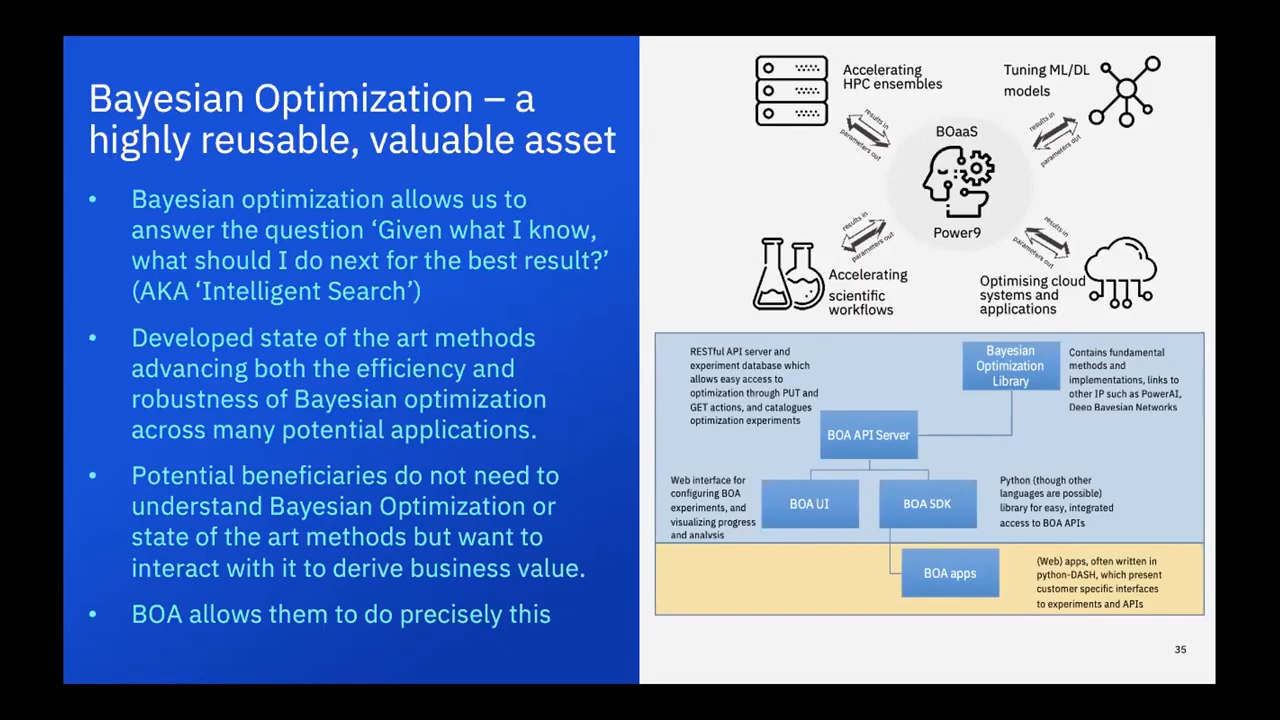 Bayesian Optimization – a
highly reusable, valuable asset
• Bayesian optimization allows us to
answer the question ‘Given what I know,
what should I do next for the best result?’
(AKA ‘Intelligent Search’)
• Developed state of the art methods
advancing both the efficiency and
robustness of Bayesian optimization
across many potential applications.
• Potential beneficiaries do not need to
understand Bayesian Optimization or
state of the art methods but want to
interact with it to derive business value.
• BOA allows them to do precisely this
Accelerating
HPC ensembles
Tuning ML/DL
models
results in
parameters out
results in
parameters out
BOaaS
Power9
results in
parameters out
results in
parameters out
Accelerating
scientific
workflows
Optimising cloud
systems and
applications
RESTful API server and
experiment database which
allows easy access to
optimization through PUT and
GET actions, and catalogues
optimization experiments
Bayesian
Optimization
Library
Contains fundamental
methods and
implementations, links to
other IP such as PowerAI,
Deep Bayesian Networks
BOA API Server
Web interface for
configuring BOA
experiments, and
visualizing progress
and analysis
BOA UI
BOA SDK
Python (though other
languages are possible)
library for easy, integrated
access to BOA APIs
BOA apps
(Web) apps, often written in
python-DASH, which present
customer specific interfaces
to experiments and APIs
35